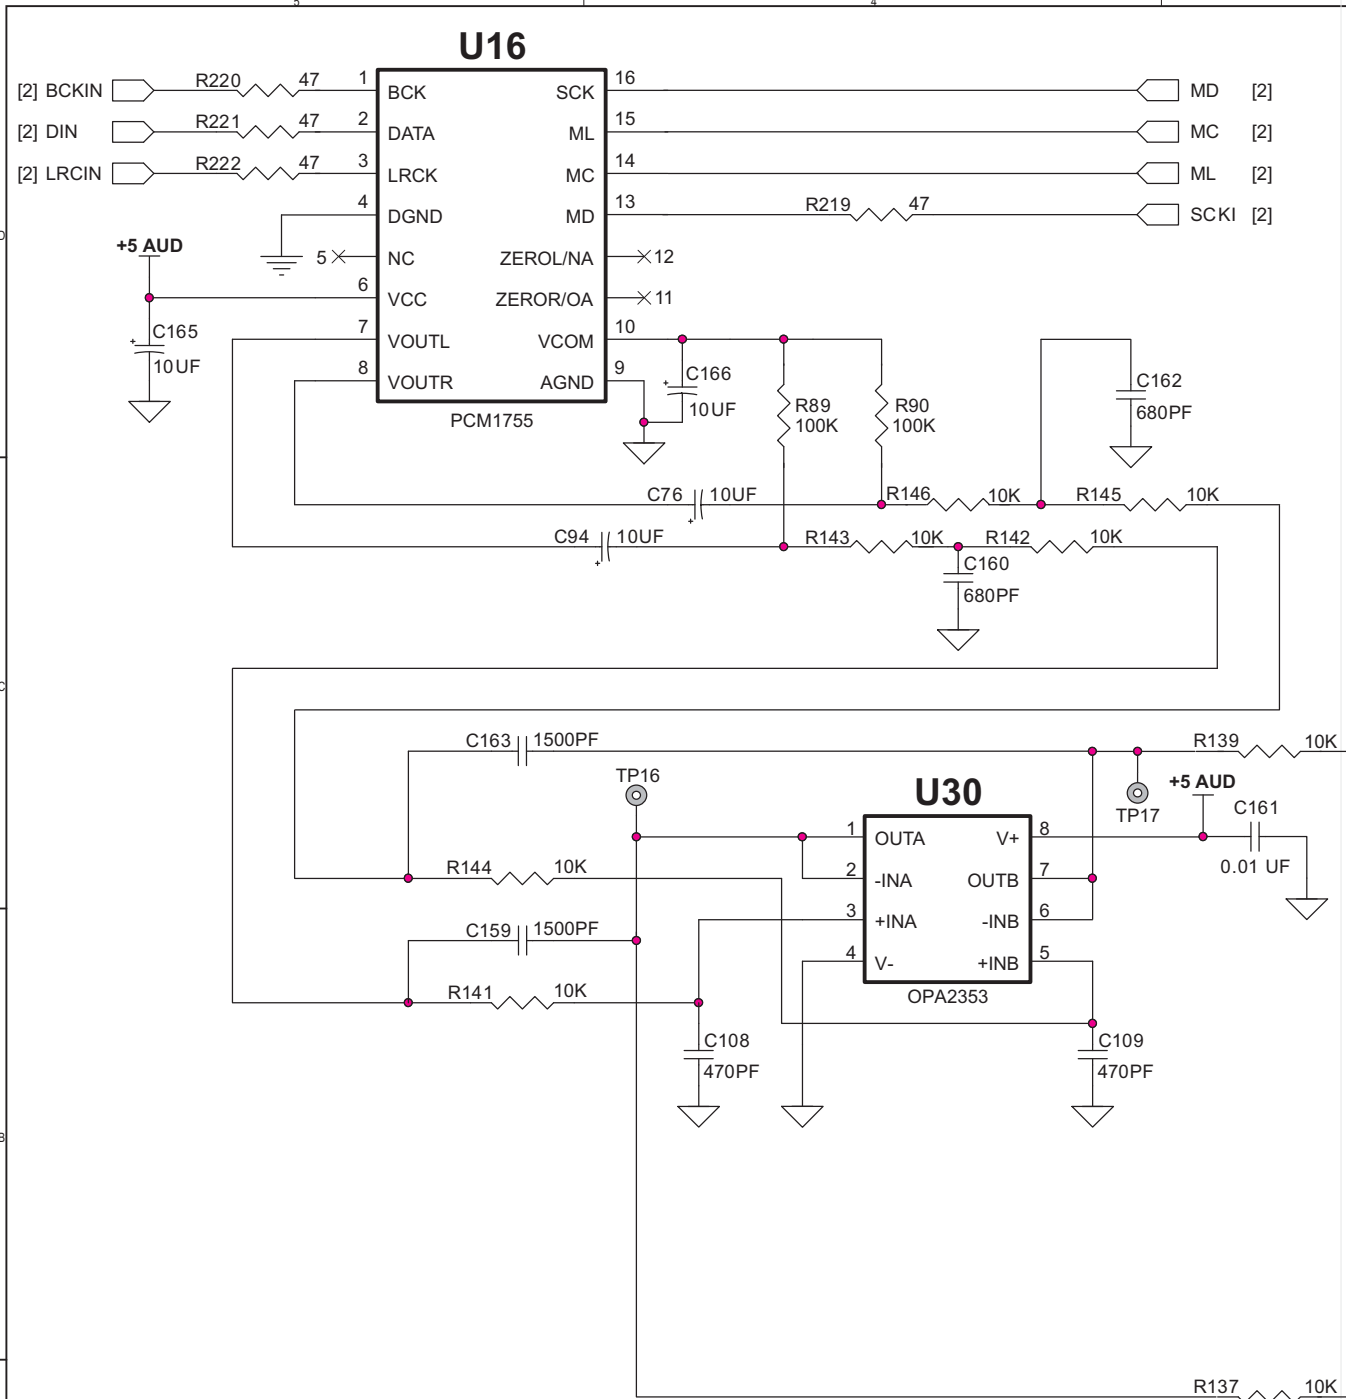 5 4
U16
[2] BCKIN R220 47 1 BCK SCK 16 MD [2]
[2] DIN R221 47 2 DATA ML 15 MC [2]
[2] LRCIN R222 47 3 LRCK MC 14 ML [2]
4 DGND MD 13 R219 47 SCKI [2]
D
+5 AUD
5 NC ZEROL/NA 12
6 VCC ZEROR/OA 11
7 VOUTL VCOM 10
C165
+
10UF
8 VOUTR AGND 9
C166
+
10UF
R89
100K
R90
100K
C162
680PF
PCM1755
C76 10UF
+
R146 10K R145 10K
C94 10UF
+
R143 10K R142 10K
C160
680PF
C
C163 1500PF R139 10K
TP16
U30
+5 AUD
TP17
C161
0.01 UF
1 OUTA V+ 8
R144 10K 2 -INA OUTB 7
3 +INA -INB 6
C159 1500PF
4 V- +INB 5
R141 10K OPA2353
C108
470PF
C109
470PF
B
R137 10K